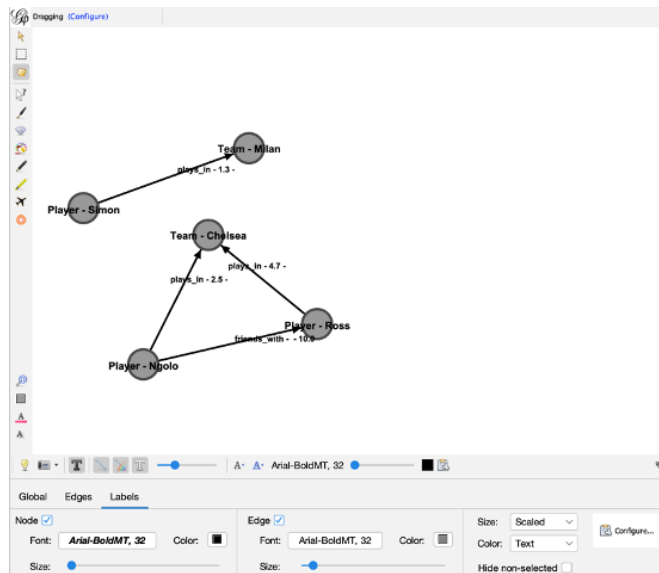 Dragging (Configure)
Team - Milan
plays_in - 1.3 -
Player - Simon
Team - Chelsea
plays_in - 4.7 -
plays_in - 2.5 -
Player - Ross
friends_with - - 10.0
Player - Ngolo
A
A
T T A- A- Arial-BoldMT, 32
Global Edges Labels
Node Edge Size: Scaled
Configure...
Font: Arial-BoldMT, 32 Color: Font: Arial-BoldMT, 32 Color: Color: Text
Size: Size: Hide non-selected